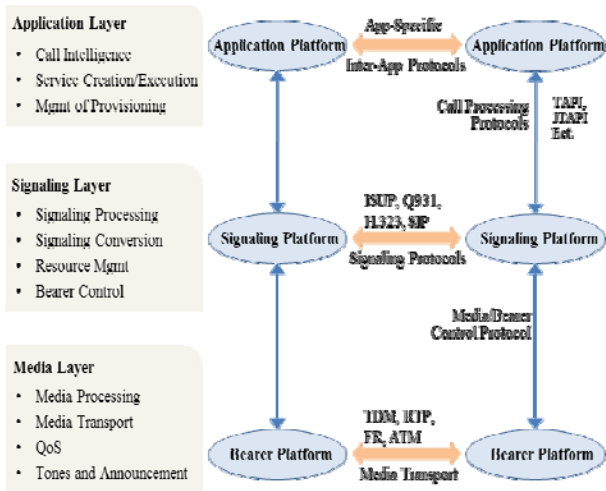 Application Layer
• Call Intelligence
• Service Creation/Execution
• Mgmt of Provisioning
Application Platform
App-Specific
Inter-App Protocols
Application Platform
Call Processing
Protocols
TAPI,
JTAPI
Ect.
Signaling Layer
• Signaling Processing
• Signaling Conversion
• Resource Mgmt
• Bearer Control
Signaling Platform
ISUP, Q931,
H.323, SIP
Signaling Protocols
Signaling Platform
Media/Bearer
Control Protocol
Media Layer
• Media Processing
• Media Transport
• QoS
• Tones and Announcement
Bearer Platform
TDM, RTP,
FR, ATM
Media Transport
Bearer Platform